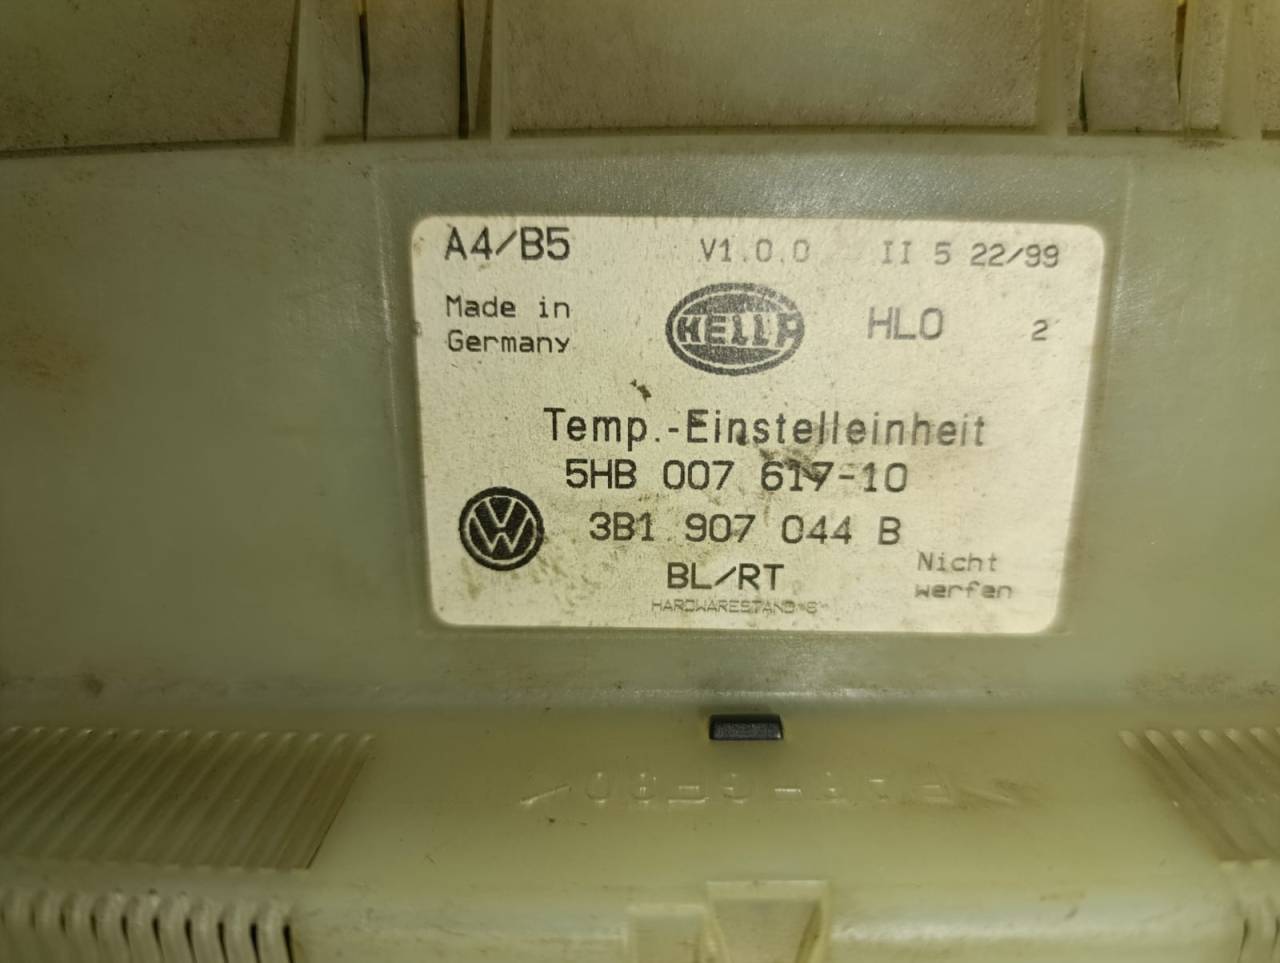 A4/B5 V1.0.0 II 5 22/99
Made in
Germany
HELLA HLO 2
Temp.-Einstelleinheit
5HB 007 617-10
3B1 907 044 B
BL/RT
Nicht
werfen
HARDWARESTAND